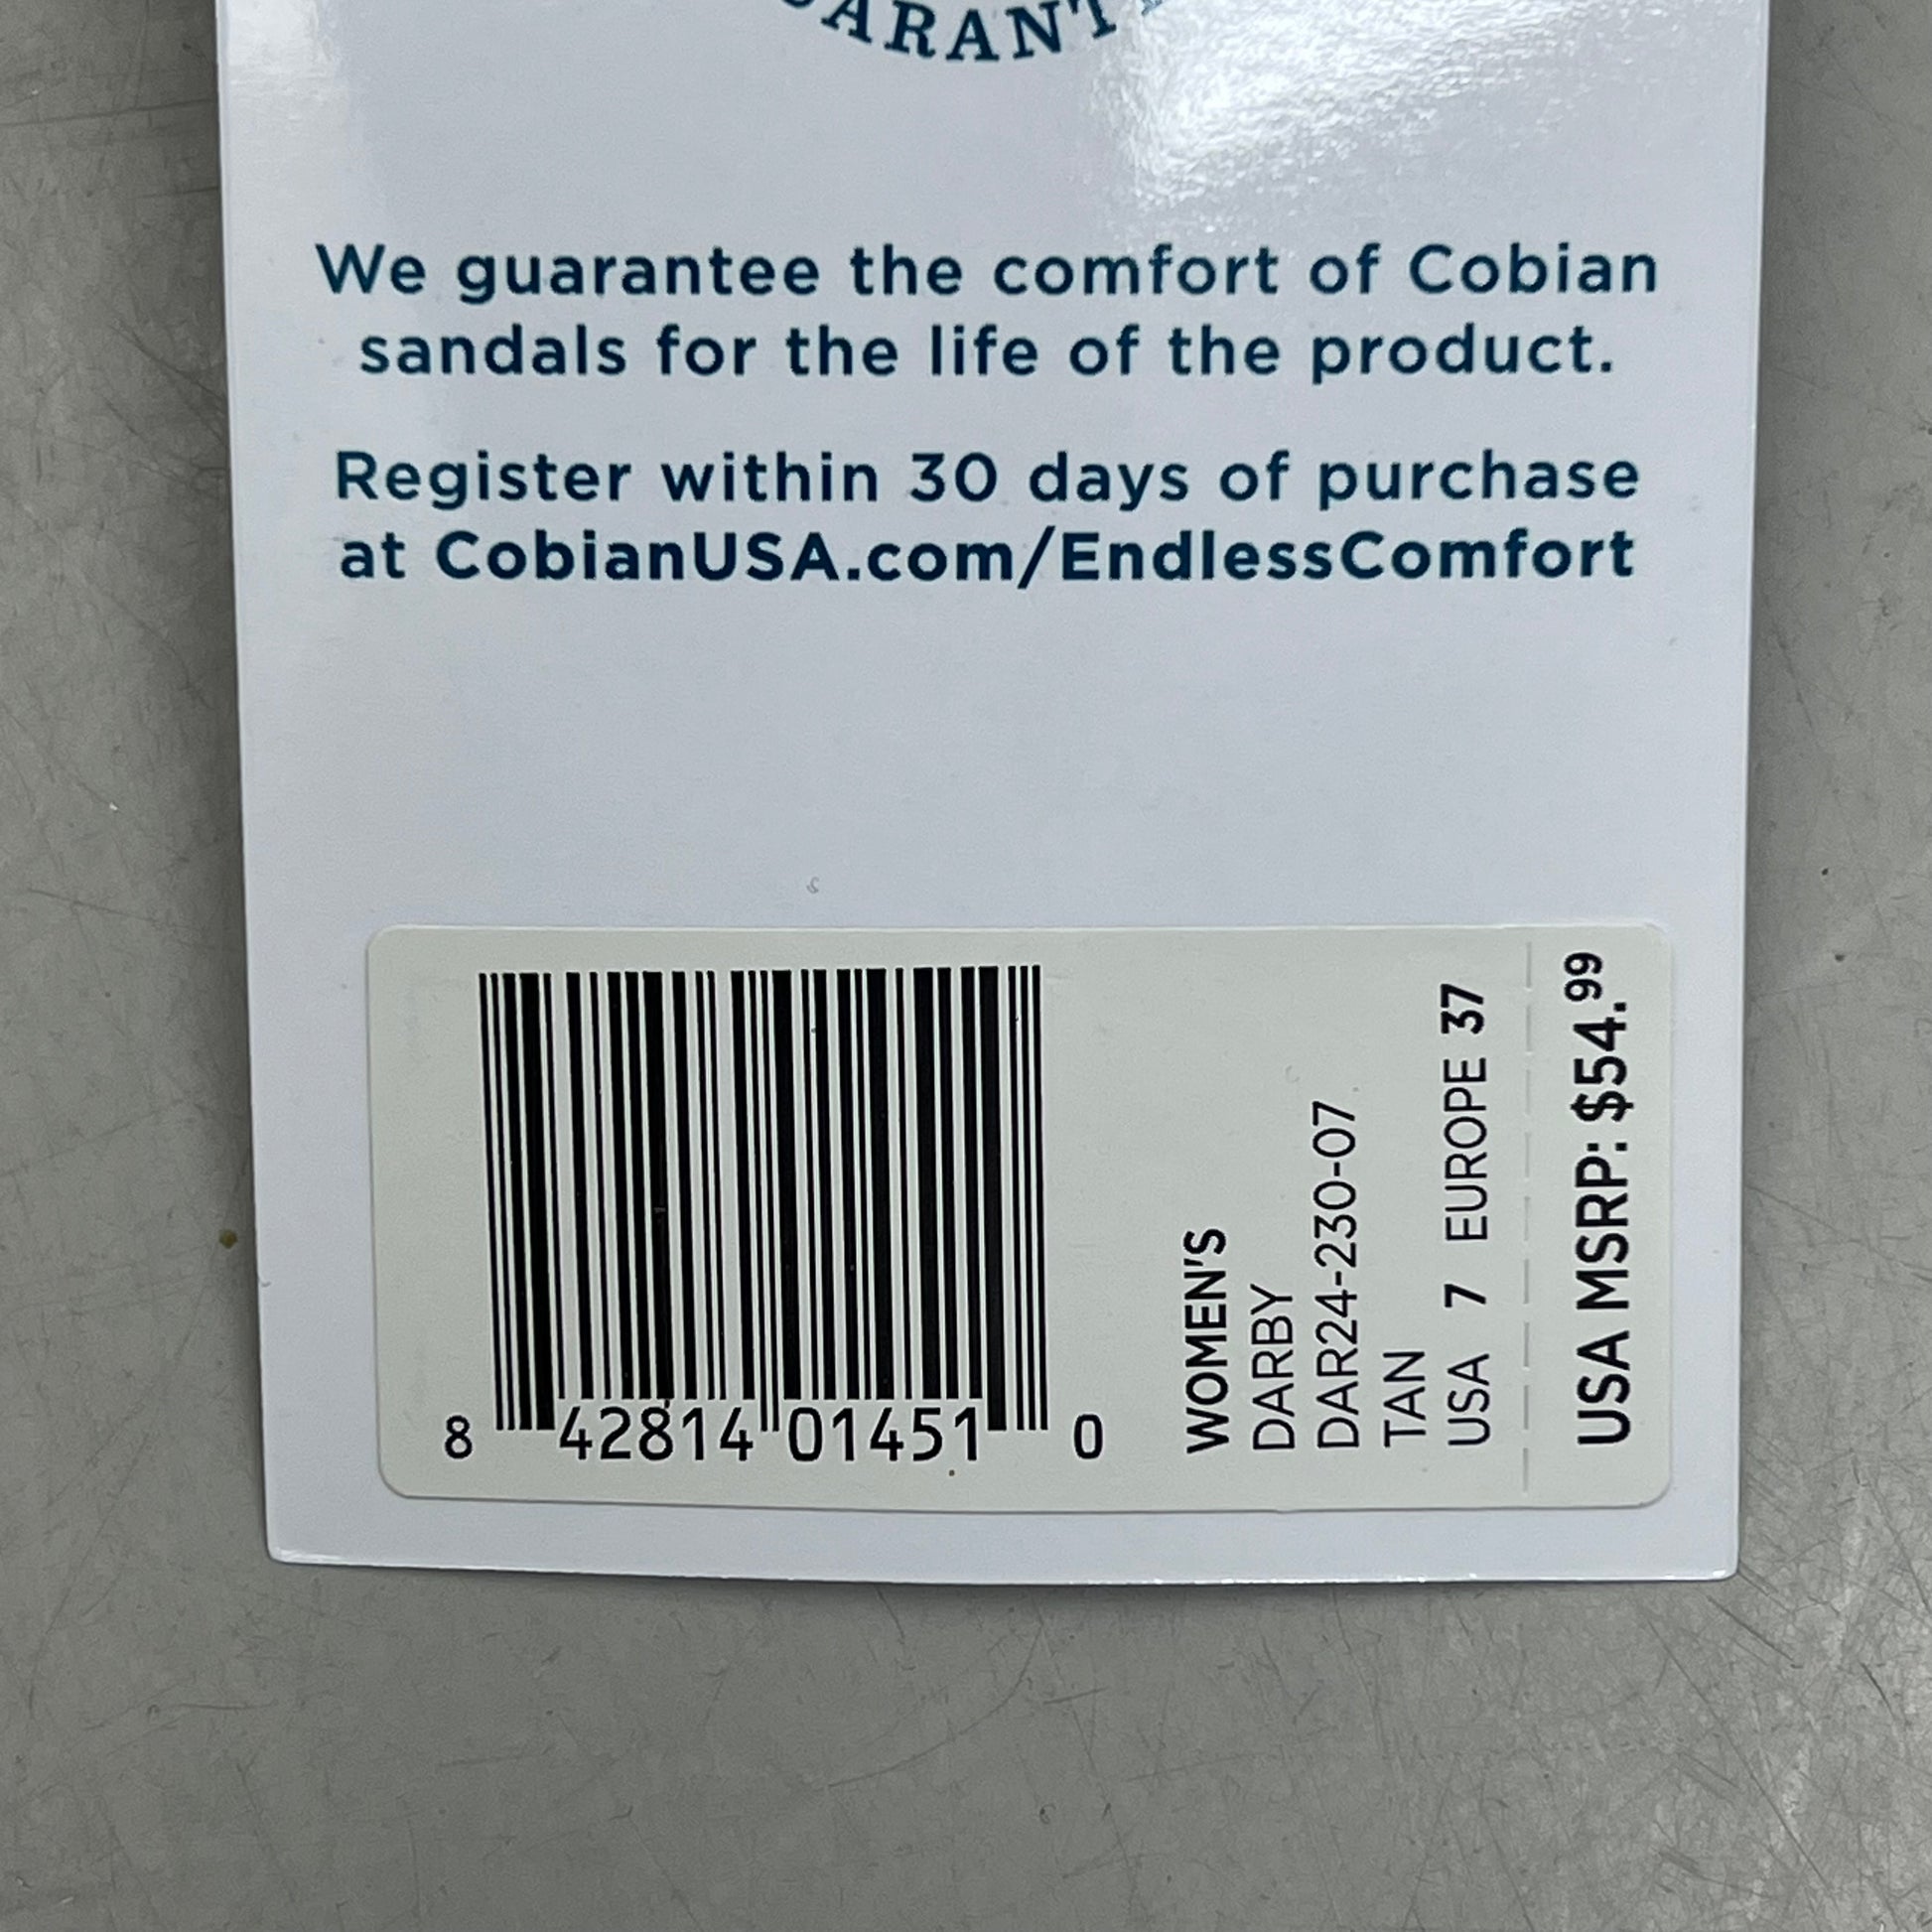 We guarantee the comfort of Cobian
sandals for the life of the product.
Register within 30 days of purchase
at CobianUSA.com/EndlessComfort
8 42814 01451 0
WOMEN'S
DARBY
DAR24-230-07
TAN
USA 7 EUROPE 37
USA MSRP: $54.99